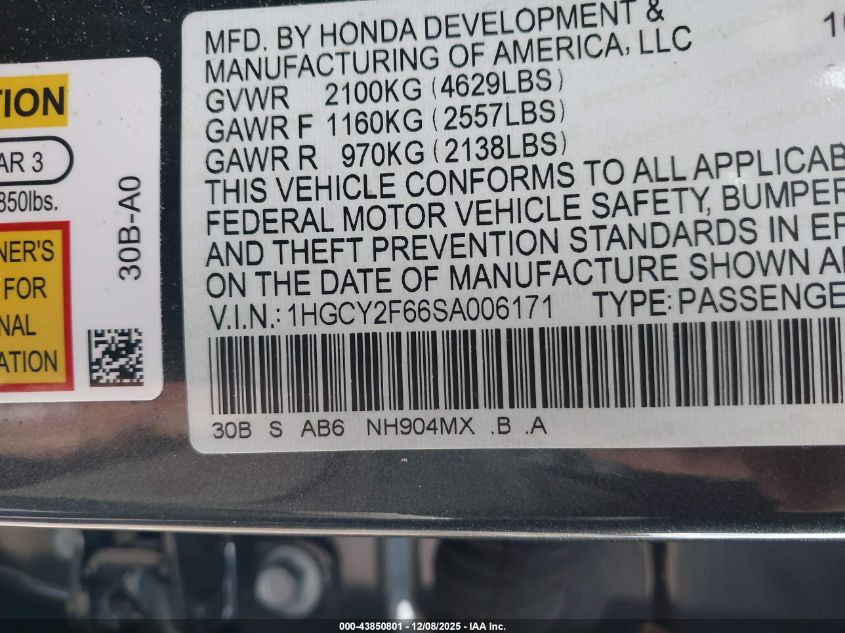 TION
AR 3
850lbs.
NER'S
FOR
NAL
ATION
30B-A0
MFD. BY HONDA DEVELOPMENT &
MANUFACTURING OF AMERICA, LLC
10
GVWR 2100KG (4629LBS)
GAWR F 1160KG (2557LBS)
GAWR R 970KG (2138LBS)
THIS VEHICLE CONFORMS TO ALL APPLICAB
FEDERAL MOTOR VEHICLE SAFETY, BUMPER
AND THEFT PREVENTION STANDARDS IN EF
ON THE DATE OF MANUFACTURE SHOWN A
V.I.N.: 1HGCY2F66SA006171 TYPE: PASSENGE
30B S AB6 NH904MX .B .A
000-43850801 - 12/08/2025 - IAA Inc.